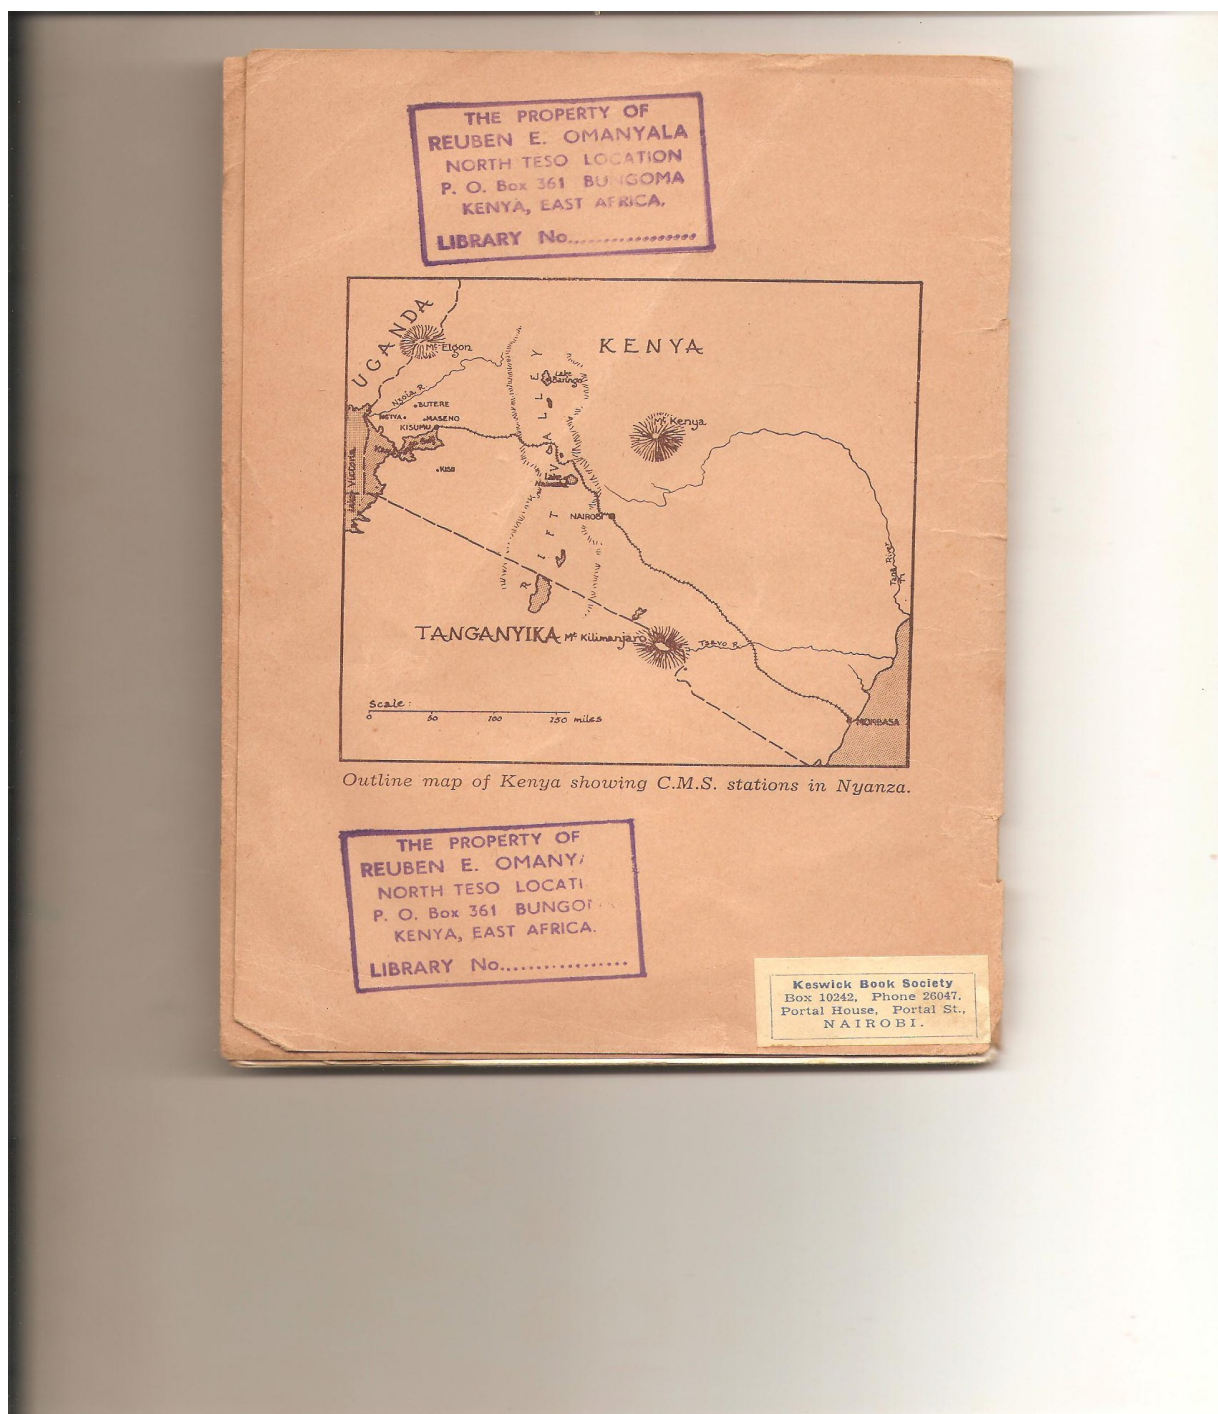 THE PROPERTY OF
REUBEN E. OMANYALA
NORTH TESO LOCATION
P. O. Box 361 BUNGOMA
KENYA, EAST AFRICA.
LIBRARY No..................
UGANDA
Mt Elgon
KENYA
Lake Baringo
Nzoia R.
BUTERE
MASENO
KISUMU
Mt Kenya
KISII
Lake Victoria
RIFT VALLEY
NAIROBI
Tana River
TANGANYIKA
Mt Kilimanjaro
TSAVO R.
Scale:
0 50 100 150 miles
MOMBASA
Outline map of Kenya showing C.M.S. stations in Nyanza.
THE PROPERTY OF
REUBEN E. OMANY
NORTH TESO LOCATI
P. O. Box 361 BUNGO
KENYA, EAST AFRICA.
LIBRARY No.................
Keswick Book Society
Box 10242, Phone 26047.
Portal House, Portal St.,
NAIROBI.